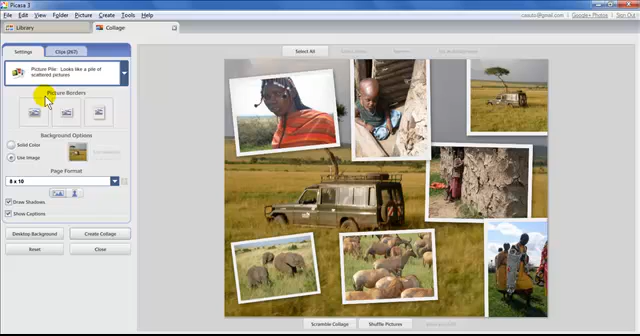 Picasa 3
File Edit View Folder Picture Create Tools Help
Google+ Photos | Sign Out
Library
Collage
Settings
Clips (267)
Picture Pile: Looks like a pile of
scattered pictures
Picture Borders
Background Options
Solid Color
Use Image
Page Format
8 x 10
Draw Shadows
Show Captions
Desktop Background
Create Collage
Reset
Close
Select All
Scramble Collage
Shuffle Pictures